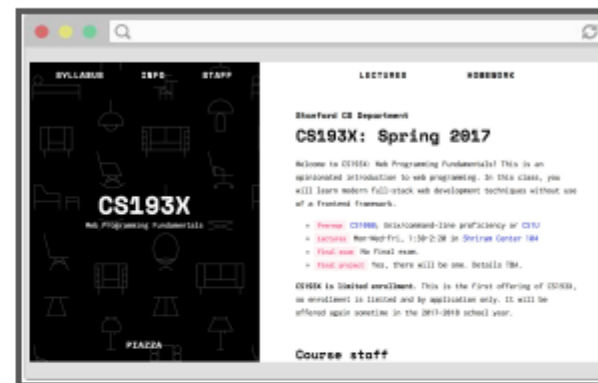 SYLLABUS INFO STAFF
LECTURES HOMEWORK
CS193X
Web Programming Fundamentals
PIAZZA
Stanford CS Department
CS193X: Spring 2017
Welcome to CS193X: Web Programming Fundamentals! This is an
opinionated introduction to web programming. In this class, you
will learn modern full-stack web development techniques without use
of a frontend framework.
Prereq: CS106B, Unix/command-line proficiency or CS1U
Lectures: Mon-Wed-Fri, 1:30-2:20 in Shriram Center 104
Final exam: No final exam.
Final project: Yes, there will be one. Details TBA.
CS193X is limited enrollment. This is the first offering of CS193X,
so enrollment is limited and by application only. It will be
offered again sometime in the 2017-2018 school year.
Course staff